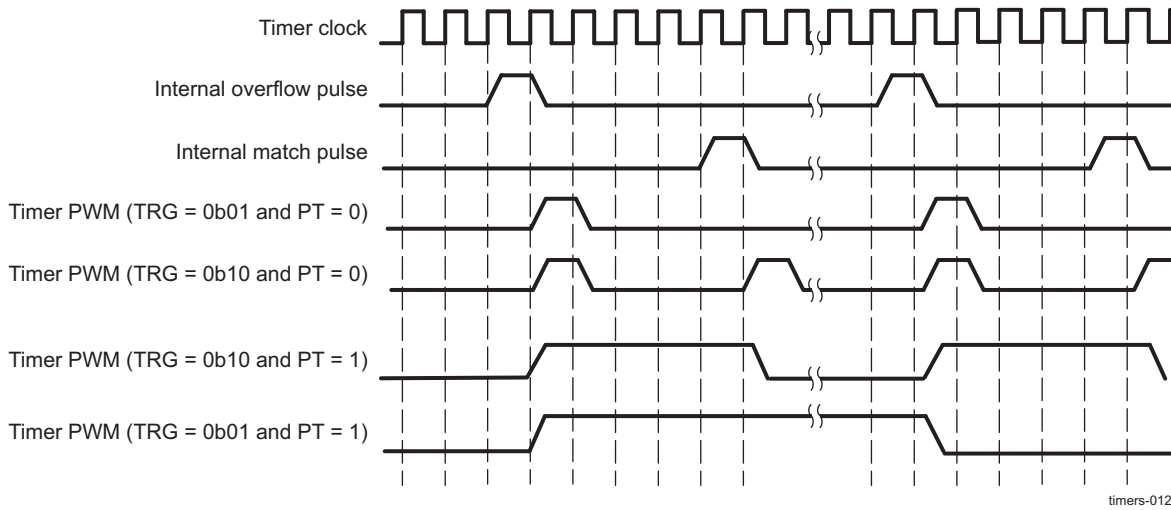 Timer clock
Internal overflow pulse
Internal match pulse
Timer PWM (TRG = 0b01 and PT = 0)
Timer PWM (TRG = 0b10 and PT = 0)
Timer PWM (TRG = 0b10 and PT = 1)
Timer PWM (TRG = 0b01 and PT = 1)
timers-012